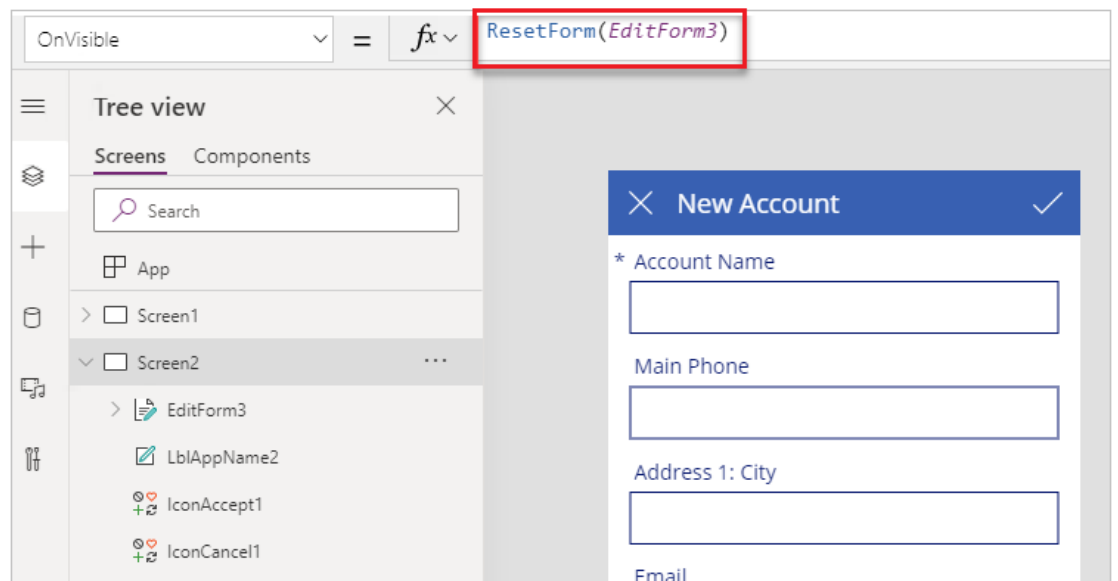 OnVisible = fx ResetForm(EditForm3)
Tree view
Screens Components
Search
App
Screen1
Screen2
EditForm3
LblAppName2
IconAccept1
IconCancel1
New Account
* Account Name
Main Phone
Address 1: City
Email